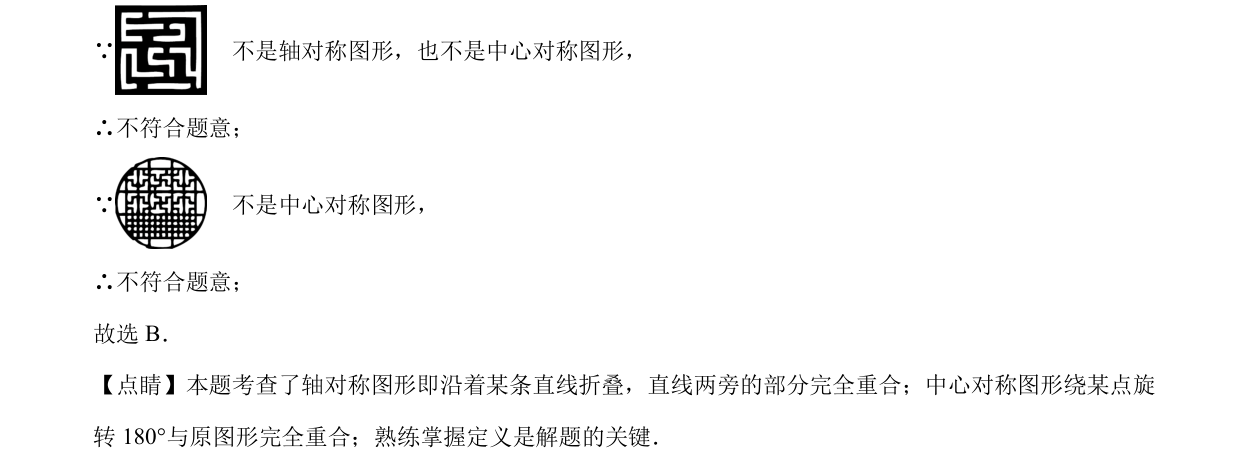 ∵ 不是轴对称图形，也不是中心对称图形，
∴不符合题意；
∵ 不是中心对称图形，
∴不符合题意；
故选 B．
【点睛】本题考查了轴对称图形即沿着某条直线折叠，直线两旁的部分完全重合；中心对称图形绕某点旋
转 180°与原图形完全重合；熟练掌握定义是解题的关键．